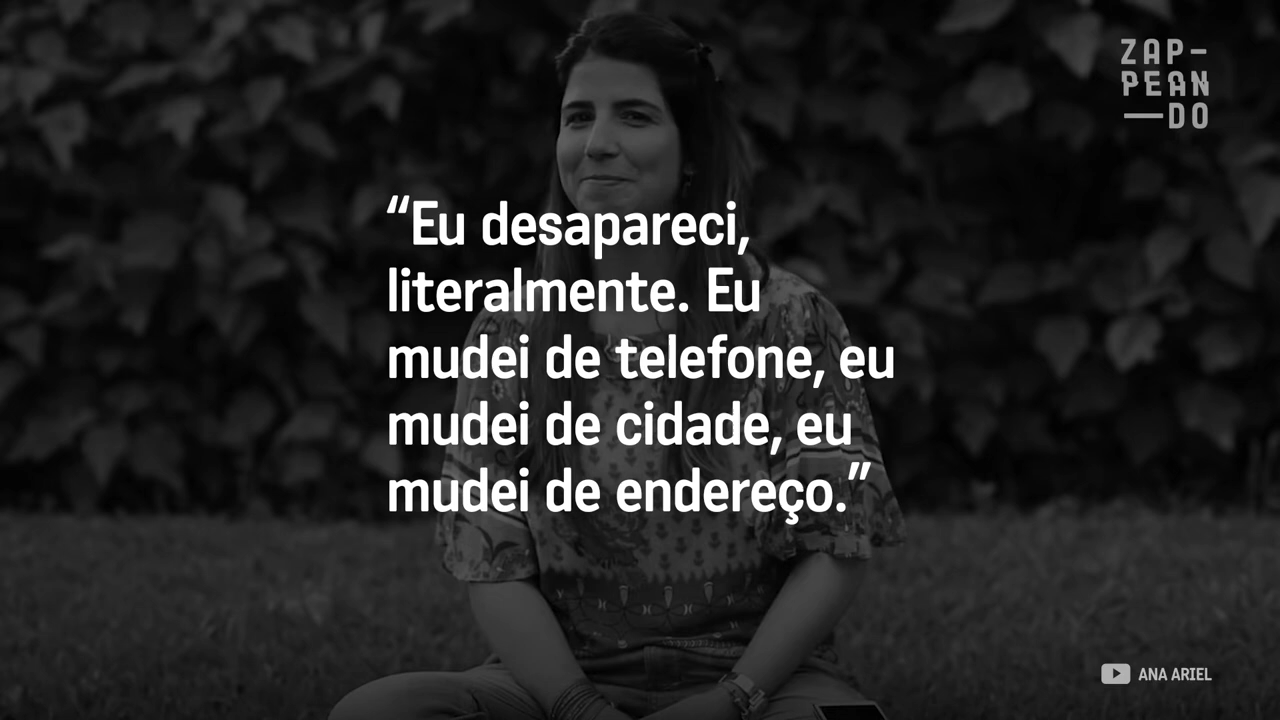 ZAP-
PEAN
—DO
“Eu desapareci,
literalmente. Eu
mudei de telefone, eu
mudei de cidade, eu
mudei de endereço.”
ANA ARIEL